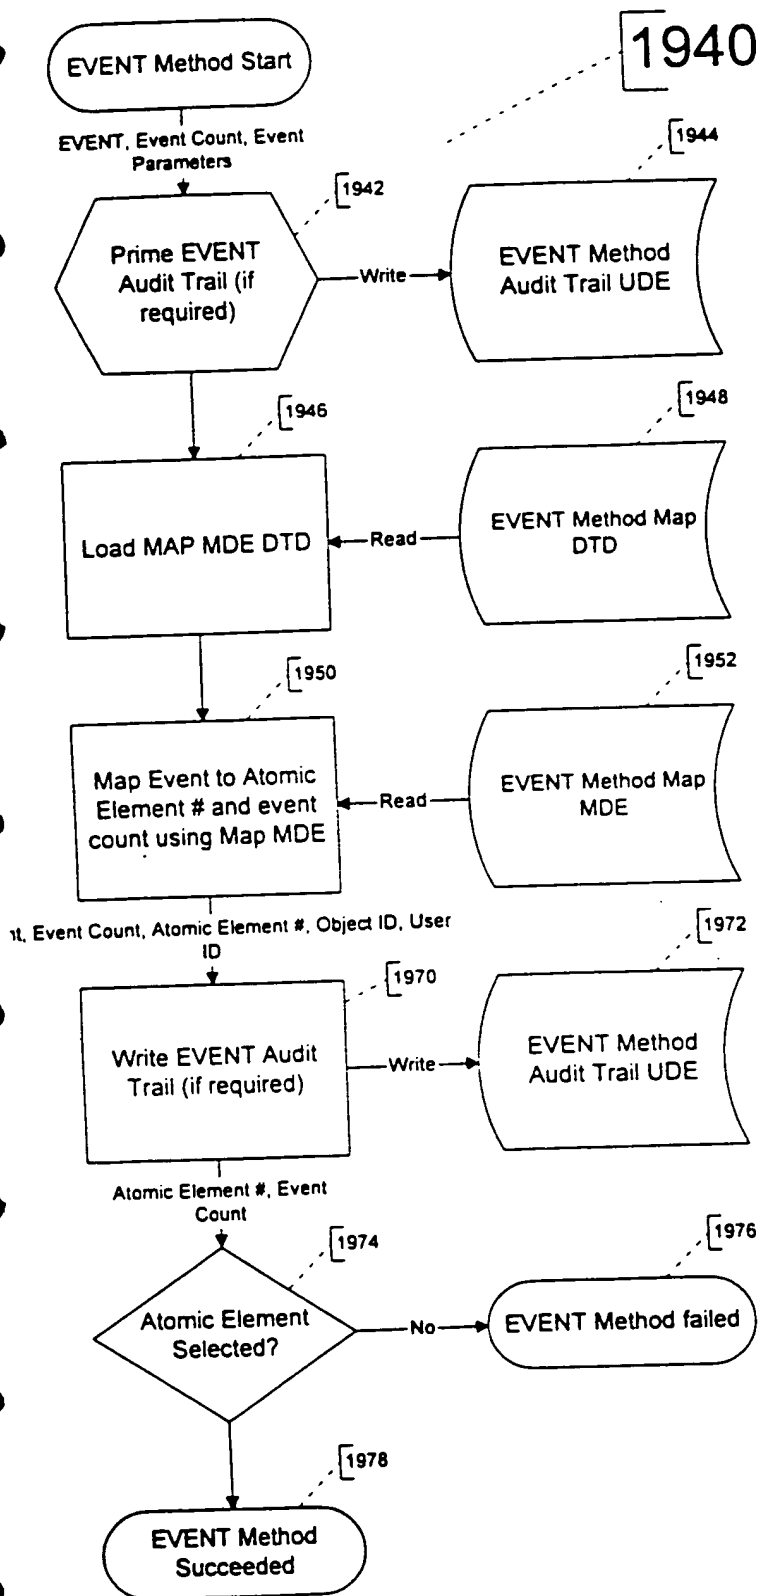 1940
EVENT Method Start
EVENT, Event Count, Event
Parameters
1942
1944
Prime EVENT
Audit Trail (if
required)
Write
EVENT Method
Audit Trail UDE
1946
1948
Load MAP MDE DTD
Read
EVENT Method Map
DTD
1950
1952
Map Event to Atomic
Element # and event
count using Map MDE
Read
EVENT Method Map
MDE
Event Count, Atomic Element #, Object ID, User
ID
1970
1972
Write EVENT Audit
Trail (if required)
Write
EVENT Method
Audit Trail UDE
Atomic Element #, Event
Count
1974
1976
Atomic Element
Selected?
No
EVENT Method failed
1978
EVENT Method
Succeeded